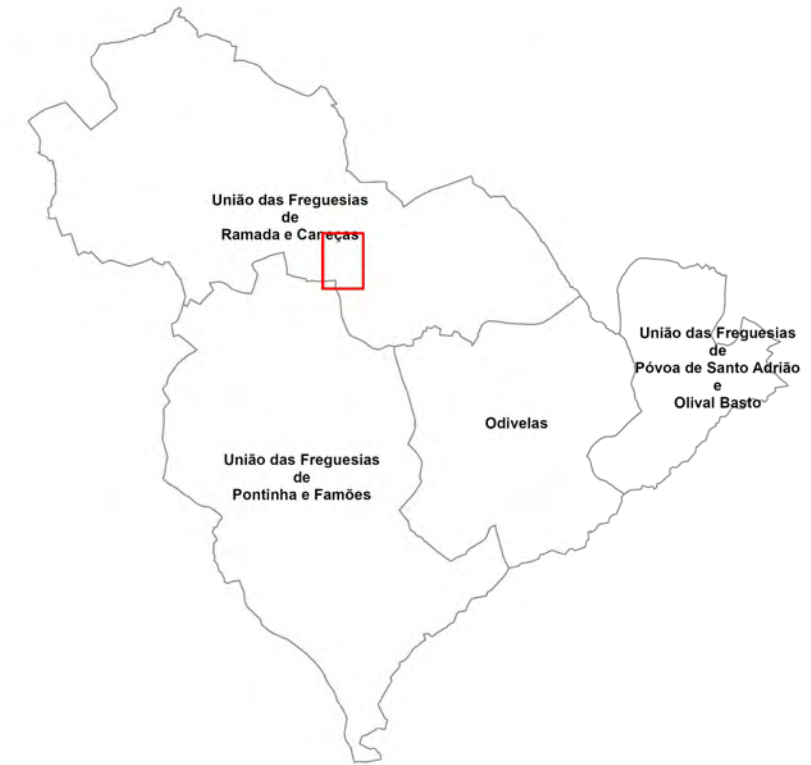 União das Freguesias
de
Ramada e Caneças
União das Freguesias
de
Póvoa de Santo Adrião
e
Olival Basto
Odivelas
União das Freguesias
de
Pontinha e Famões